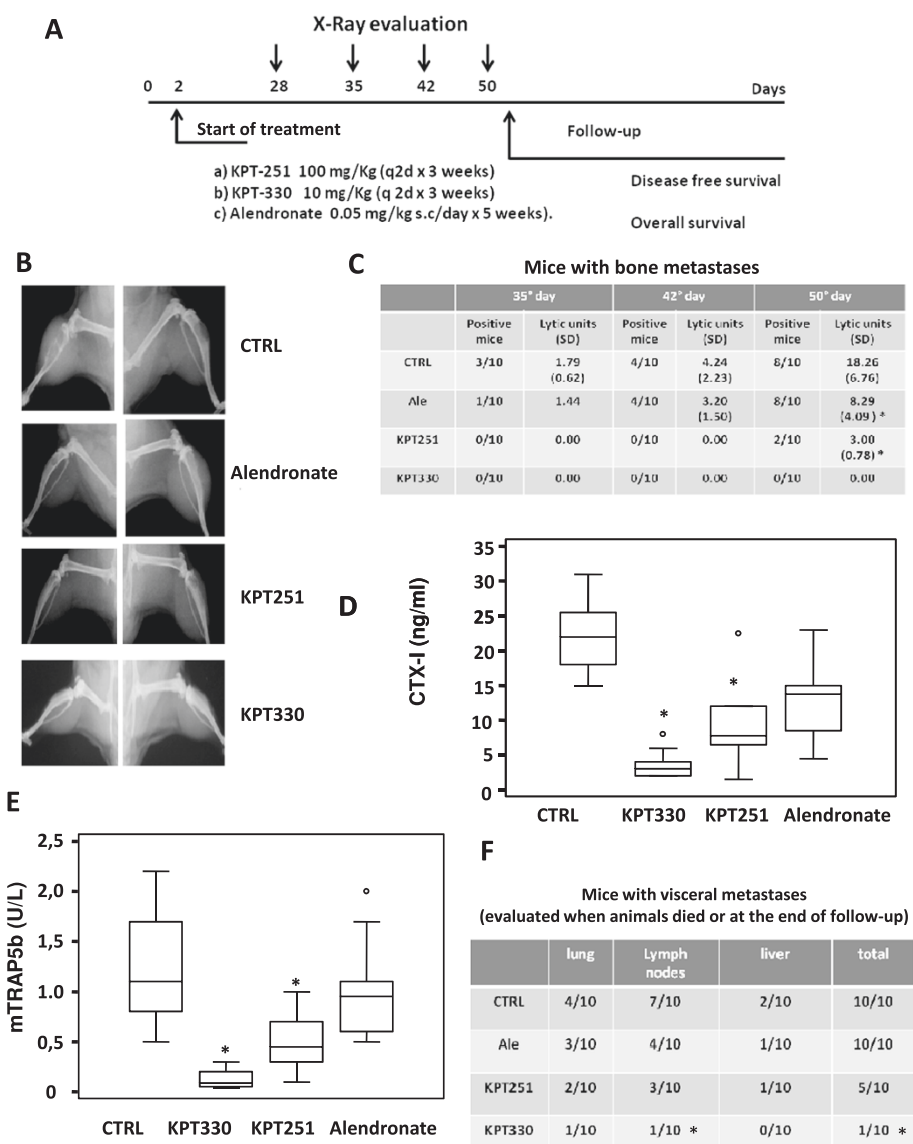 A
X-Ray evaluation
0 2 28 35 42 50 Days
Start of treatment
Follow-up
a) KPT-251 100 mg/Kg (q2d x 3 weeks)
b) KPT-330 10 mg/Kg (q 2d x 3 weeks)
c) Alendronate 0.05 mg/kg s.c/day x 5 weeks).
Disease free survival
Overall survival
B
CTRL
Alendronate
KPT251
KPT330
C
Mice with bone metastases
35° day 42° day 50° day
Positive mice Lytic units (SD) Positive mice Lytic units (SD) Positive mice Lytic units (SD)
CTRL 3/10 1.79 (0.62) 4/10 4.24 (2.23) 8/10 18.26 (6.76)
Ale 1/10 1.44 4/10 3.20 (1.50) 8/10 8.29 (4.09) *
KPT251 0/10 0.00 0/10 0.00 2/10 3.00 (0.78) *
KPT330 0/10 0.00 0/10 0.00 0/10 0.00
D
CTX-I (ng/ml)
35
30
25
20
15
10
5
0
* *
CTRL KPT330 KPT251 Alendronate
E
mTRAP5b (U/L)
2,5
2,0
1,5
1.0
0,5
0
* *
CTRL KPT330 KPT251 Alendronate
F
Mice with visceral metastases
(evaluated when animals died or at the end of follow-up)
lung Lymph nodes liver total
CTRL 4/10 7/10 2/10 10/10
Ale 3/10 4/10 1/10 10/10
KPT251 2/10 3/10 1/10 5/10
KPT330 1/10 1/10 * 0/10 1/10 *